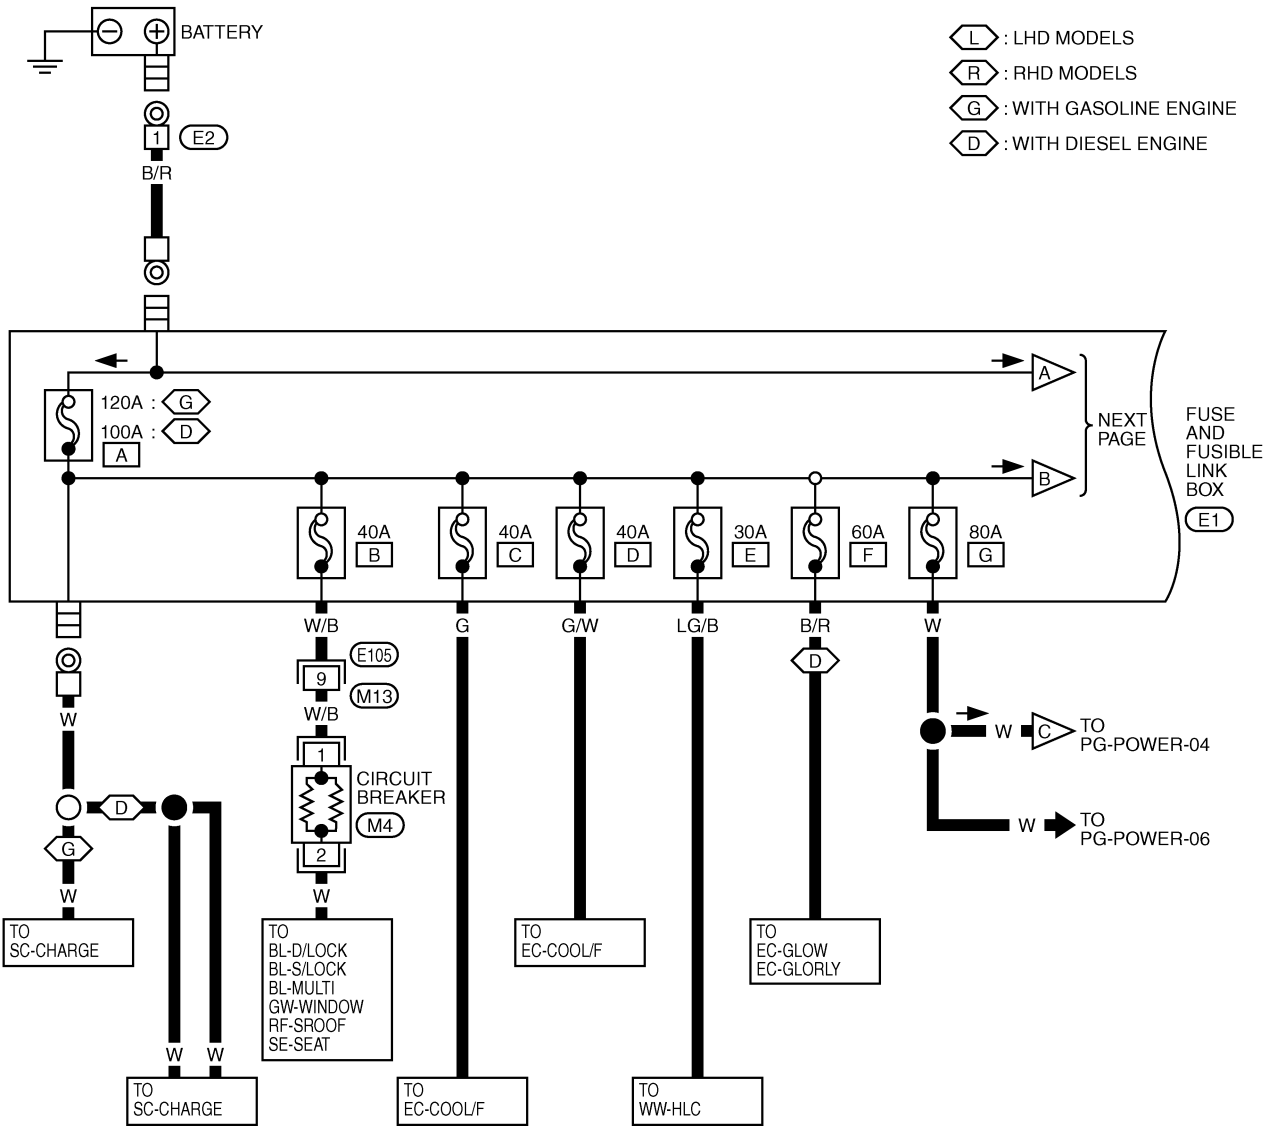 BATTERY
L : LHD MODELS
R : RHD MODELS
G : WITH GASOLINE ENGINE
D : WITH DIESEL ENGINE
1 E2
B/R
120A : G
100A : D
A
A
B
NEXT
PAGE
FUSE
AND
FUSIBLE
LINK
BOX
E1
40A
B
40A
C
40A
D
30A
E
60A
F
80A
G
W/B
G
G/W
LG/B
B/R
W
E105
9
M13
W/B
1
CIRCUIT
BREAKER
M4
2
W
D
W
D
G
W
W C TO
PG-POWER-04
W TO
PG-POWER-06
TO
SC-CHARGE
TO
BL-D/LOCK
BL-S/LOCK
BL-MULTI
GW-WINDOW
RF-SROOF
SE-SEAT
TO
EC-COOL/F
TO
EC-GLOW
EC-GLORLY
W W
TO
SC-CHARGE
TO
EC-COOL/F
TO
WW-HLC